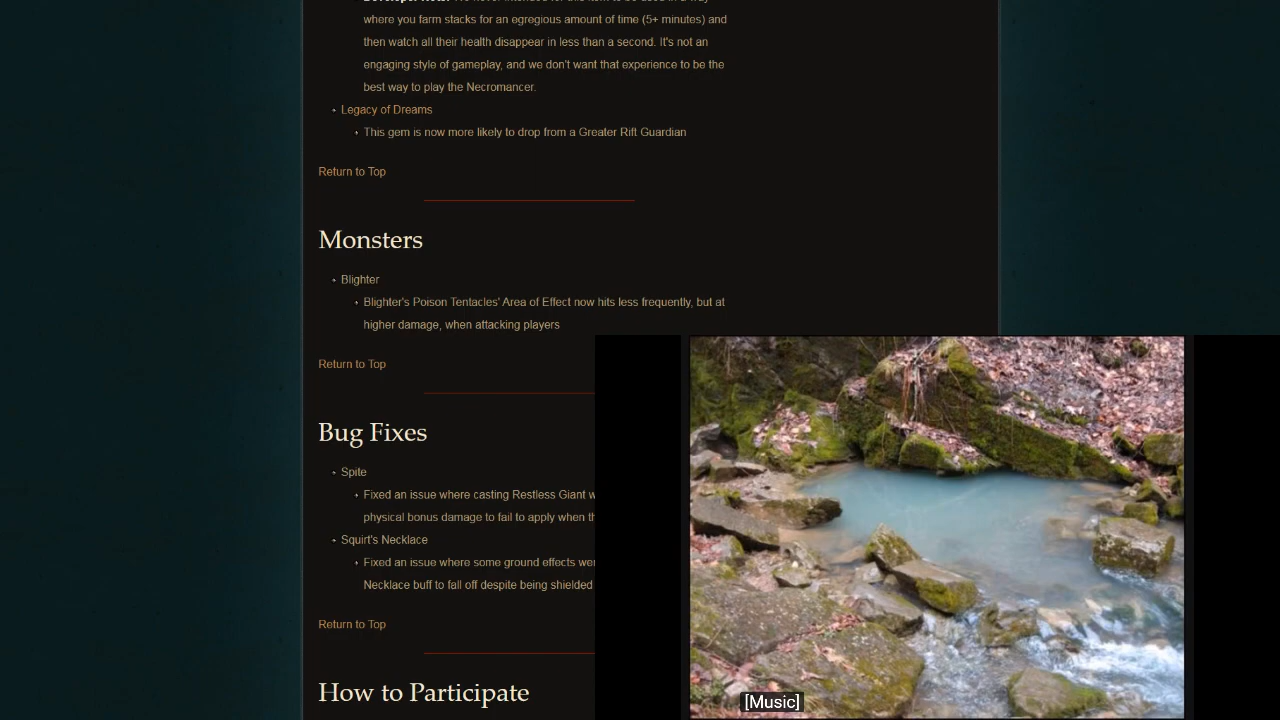 where you farm stacks for an egregious amount of time (5+ minutes) and
then watch all their health disappear in less than a second. It's not an
engaging style of gameplay, and we don't want that experience to be the
best way to play the Necromancer.
Legacy of Dreams
This gem is now more likely to drop from a Greater Rift Guardian
Return to Top
Monsters
Blighter
Blighter's Poison Tentacles' Area of Effect now hits less frequently, but at
higher damage, when attacking players
Return to Top
Bug Fixes
Spite
Fixed an issue where casting Restless Giant
physical bonus damage to fail to apply when
Squirt's Necklace
Fixed an issue where some ground effects
Necklace buff to fall off despite being shielded
Return to Top
How to Participate
[Music]